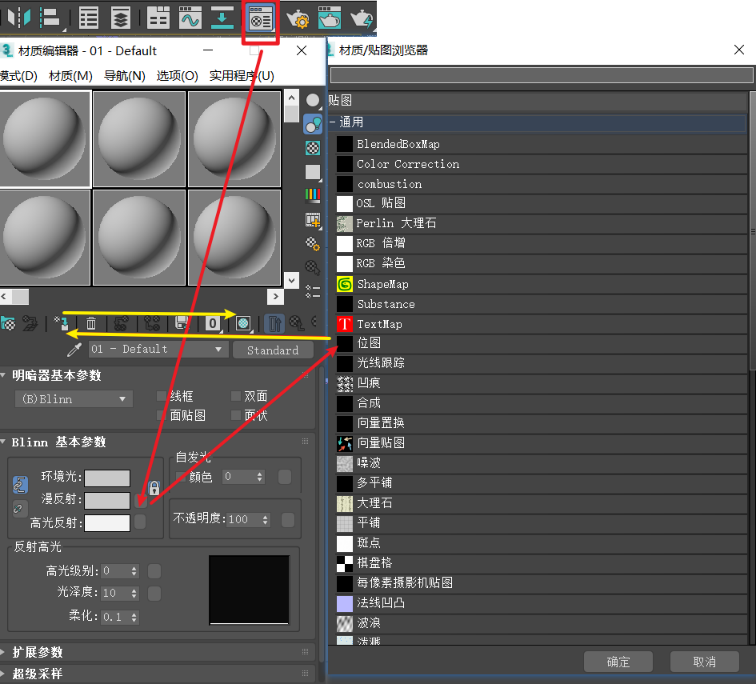 材质编辑器 - 01 - Default
模式(D) 材质(M) 导航(N) 选项(O) 实用程序(U)
0
01 - Default
Standard
明暗器基本参数
(B)Blinn
线框
双面
面贴图
面状
Blinn 基本参数
环境光:
漫反射:
高光反射:
自发光
颜色 0
不透明度: 100
反射高光
高光级别: 0
光泽度: 10
柔化: 0.1
扩展参数
超级采样
材质/贴图浏览器
贴图
- 通用
BlendedBoxMap
Color Correction
combustion
OSL 贴图
Perlin 大理石
RGB 倍增
RGB 染色
ShapeMap
Substance
TextMap
位图
光线跟踪
凹痕
合成
向量置换
向量贴图
噪波
多平铺
大理石
平铺
斑点
棋盘格
每像素摄影机贴图
法线凹凸
波浪
确定
取消